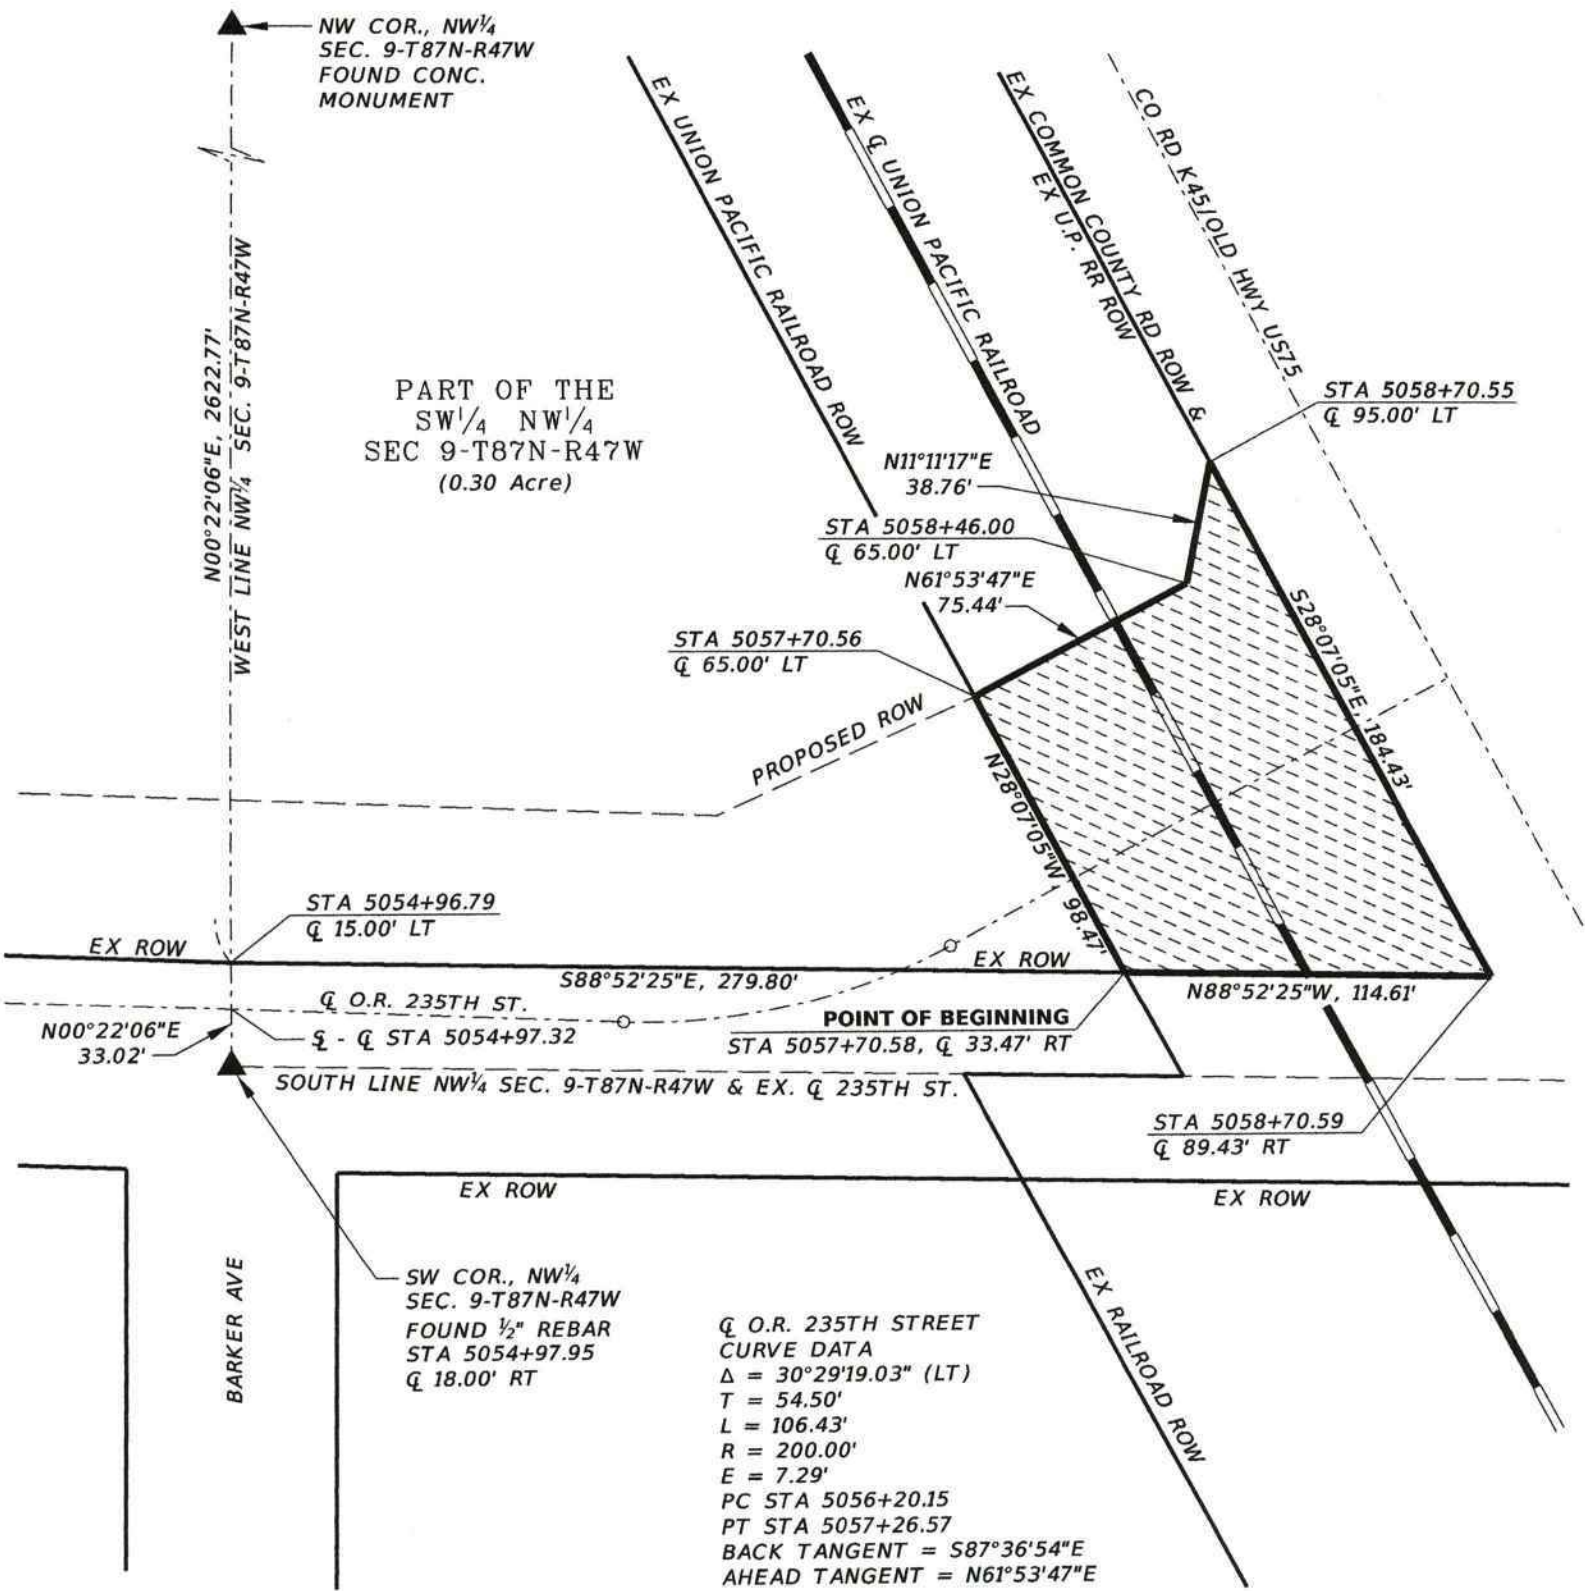 NW COR., NW¼
SEC. 9-T87N-R47W
FOUND CONC.
MONUMENT
EX UNION PACIFIC RAILROAD ROW
EX ℄ UNION PACIFIC RAILROAD
EX COMMON COUNTY RD ROW &
EX U.P. RR ROW
CO RD K45/OLD HWY US75
N00°22'06"E, 2622.77'
WEST LINE NW¼ SEC. 9-T87N-R47W
PART OF THE
SW¼ NW¼
SEC 9-T87N-R47W
(0.30 Acre)
STA 5058+70.55
℄ 95.00' LT
N11°11'17"E
38.76'
STA 5058+46.00
℄ 65.00' LT
N61°53'47"E
75.44'
STA 5057+70.56
℄ 65.00' LT
S28°07'05"E, 184.43'
PROPOSED ROW
N28°07'05"W, 98.47'
STA 5054+96.79
℄ 15.00' LT
EX ROW
S88°52'25"E, 279.80'
EX ROW
N88°52'25"W, 114.61'
℄ O.R. 235TH ST.
N00°22'06"E
33.02'
S̲L - ℄ STA 5054+97.32
POINT OF BEGINNING
STA 5057+70.58, ℄ 33.47' RT
SOUTH LINE NW¼ SEC. 9-T87N-R47W & EX. ℄ 235TH ST.
STA 5058+70.59
℄ 89.43' RT
EX ROW
EX ROW
BARKER AVE
SW COR., NW¼
SEC. 9-T87N-R47W
FOUND ½" REBAR
STA 5054+97.95
℄ 18.00' RT
EX RAILROAD ROW
℄ O.R. 235TH STREET
CURVE DATA
Δ = 30°29'19.03" (LT)
T = 54.50'
L = 106.43'
R = 200.00'
E = 7.29'
PC STA 5056+20.15
PT STA 5057+26.57
BACK TANGENT = S87°36'54"E
AHEAD TANGENT = N61°53'47"E